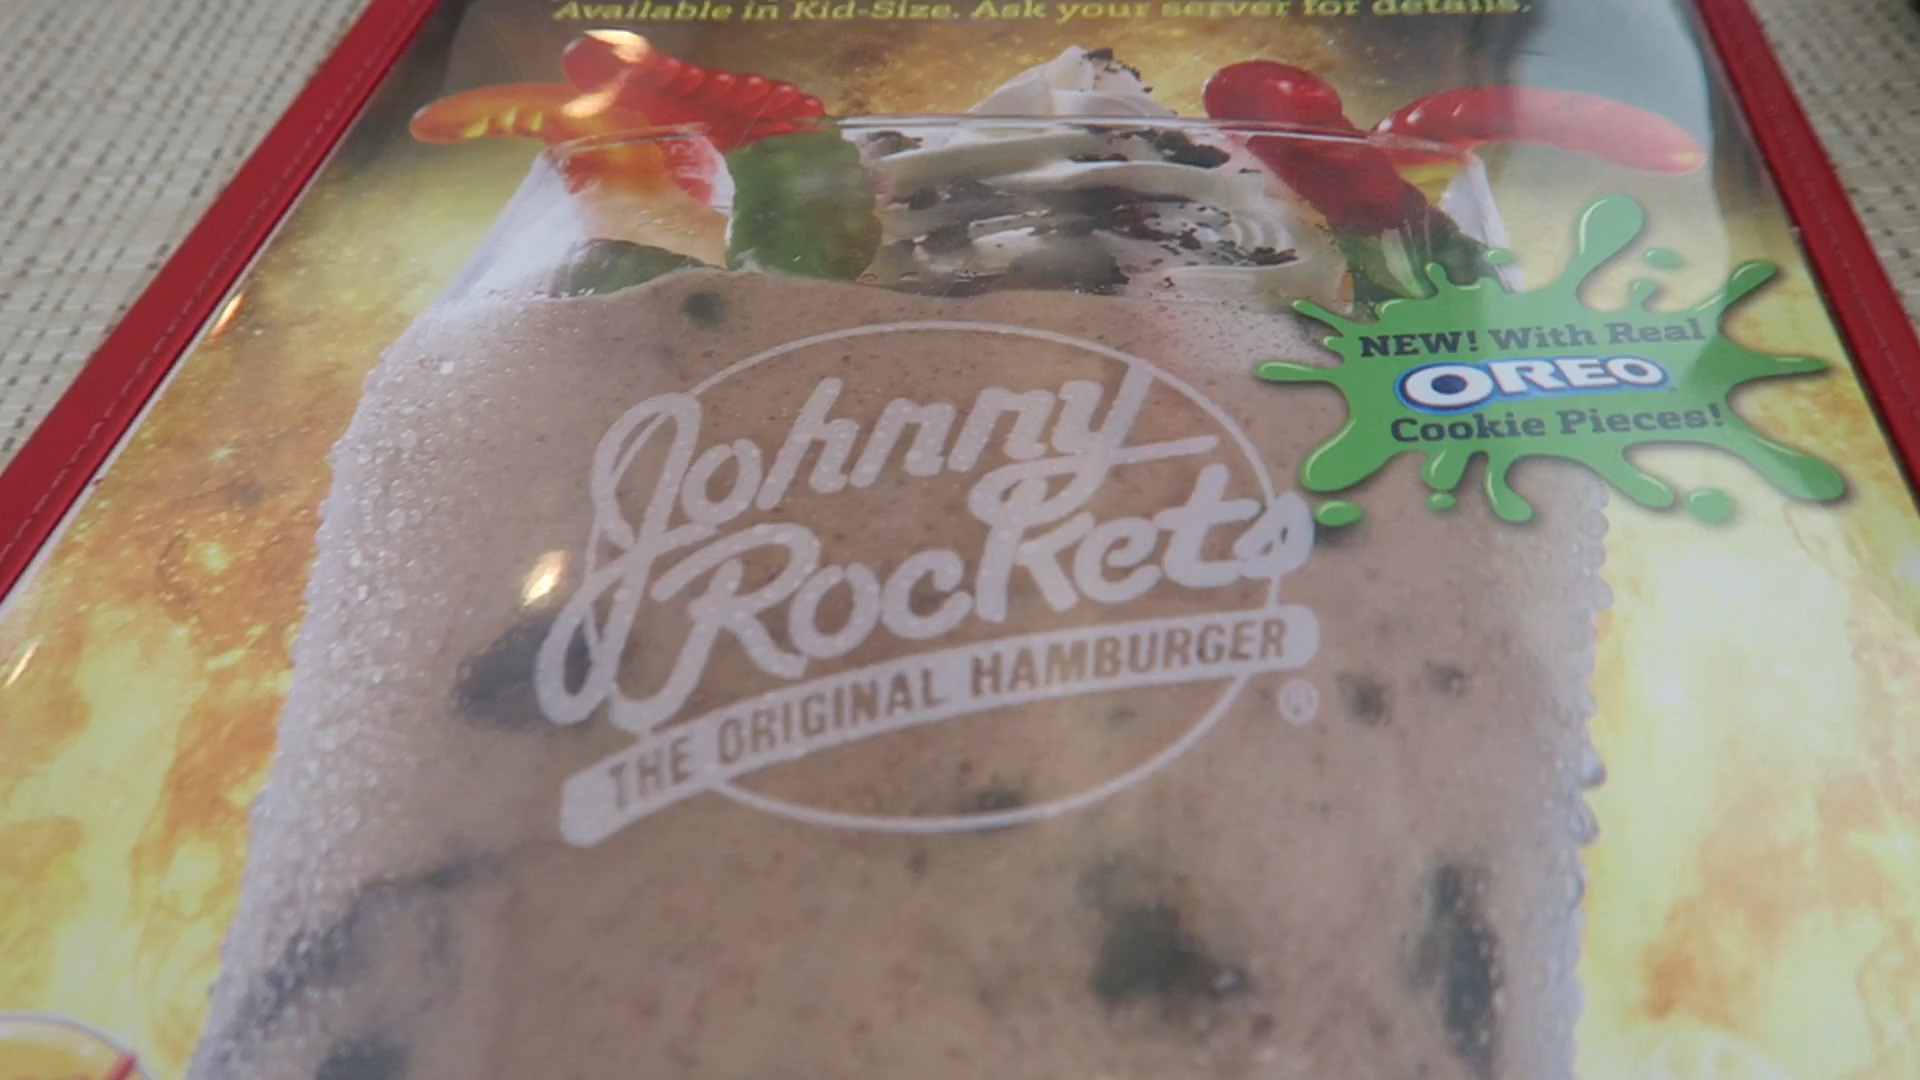 Available in Kid-Size. Ask your server for details.
NEW! With Real
OREO
Cookie Pieces!
Johnny
Rockets
THE ORIGINAL HAMBURGER
®